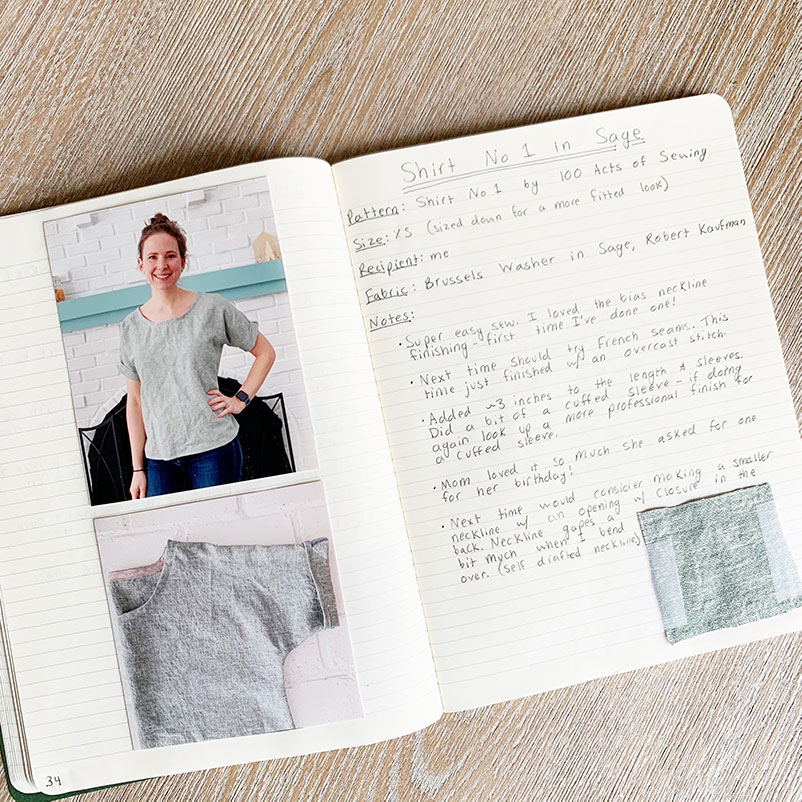 Shirt No 1 in Sage
Pattern: Shirt No 1 by 100 Acts of Sewing
Size: XS (sized down for a more fitted look)
Recipient: me
Fabric: Brussels Washer in Sage, Robert Kaufman
Notes:
• Super easy sew. I loved the bias neckline
finishing - first time I've done one!
• Next time should try French seams. This
time just finished w/ an overcast stitch.
• Added ~3 inches to the length & sleeves.
Did a bit of a cuffed sleeve - if doing
again look up a more professional finish for
a cuffed sleeve.
• Mom loved it so much she asked for one
for her birthday!
• Next time would consider making a smaller
neckline w/ an opening w/ closure in the
back. Neckline gapes a
bit much when I bend
over. (self drafted neckline)
34